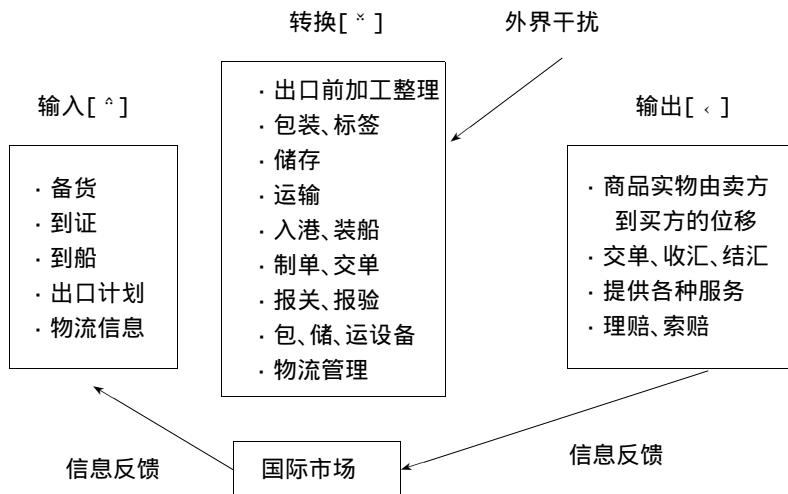 转换[ˇ]
外界干扰
输入[^]
输出[‹]
· 出口前加工整理
· 包装、标签
· 储存
· 运输
· 入港、装船
· 制单、交单
· 报关、报验
· 包、储、运设备
· 物流管理
· 备货
· 到证
· 到船
· 出口计划
· 物流信息
· 商品实物由卖方
到买方的位移
· 交单、收汇、结汇
· 提供各种服务
· 理赔、索赔
信息反馈
国际市场
信息反馈